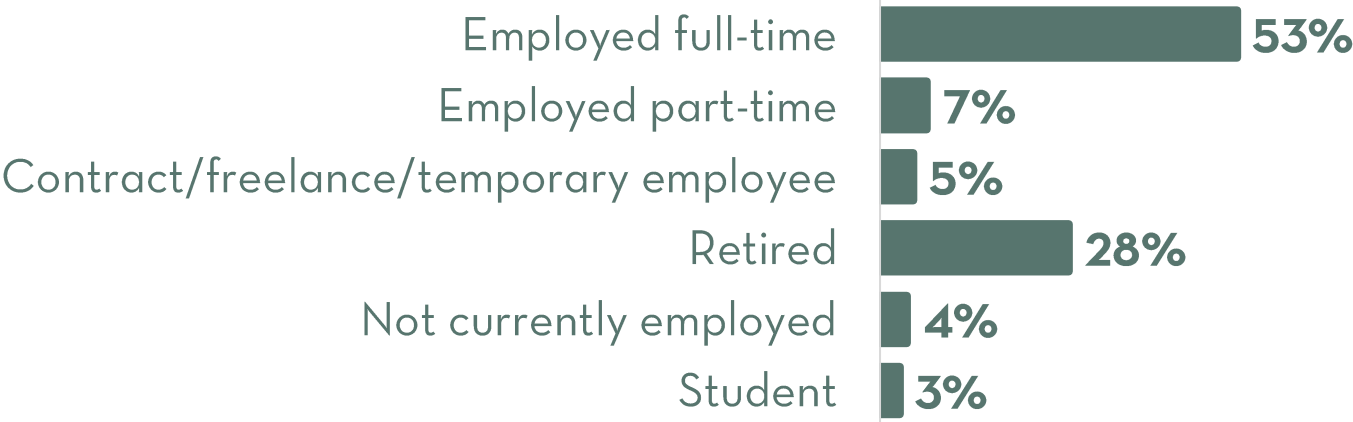 Employed full-time 53%
Employed part-time 7%
Contract/freelance/temporary employee 5%
Retired 28%
Not currently employed 4%
Student 3%